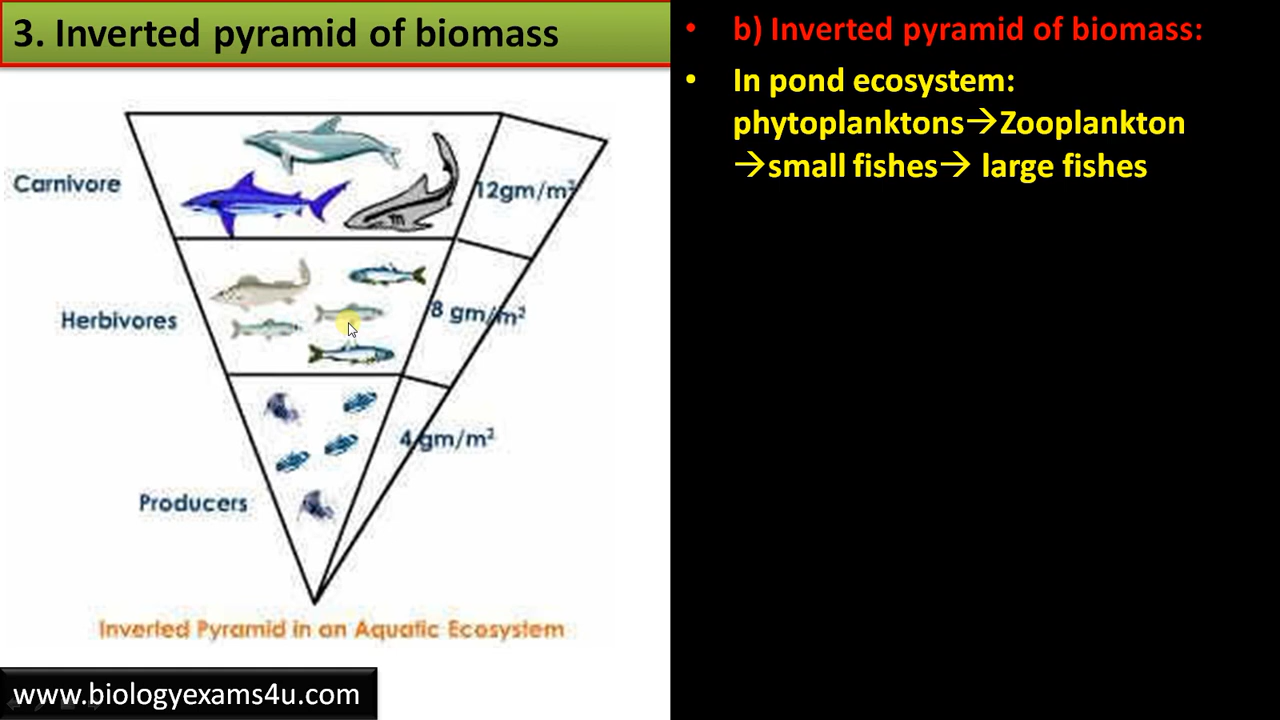 3. Inverted pyramid of biomass
Carnivore
12gm/m²
Herbivores
8 gm/m²
Producers
4 gm/m²
Inverted Pyramid in an Aquatic Ecosystem
www.biologyexams4u.com
• b) Inverted pyramid of biomass:
• In pond ecosystem:
phytoplanktons→Zooplankton
→small fishes→ large fishes